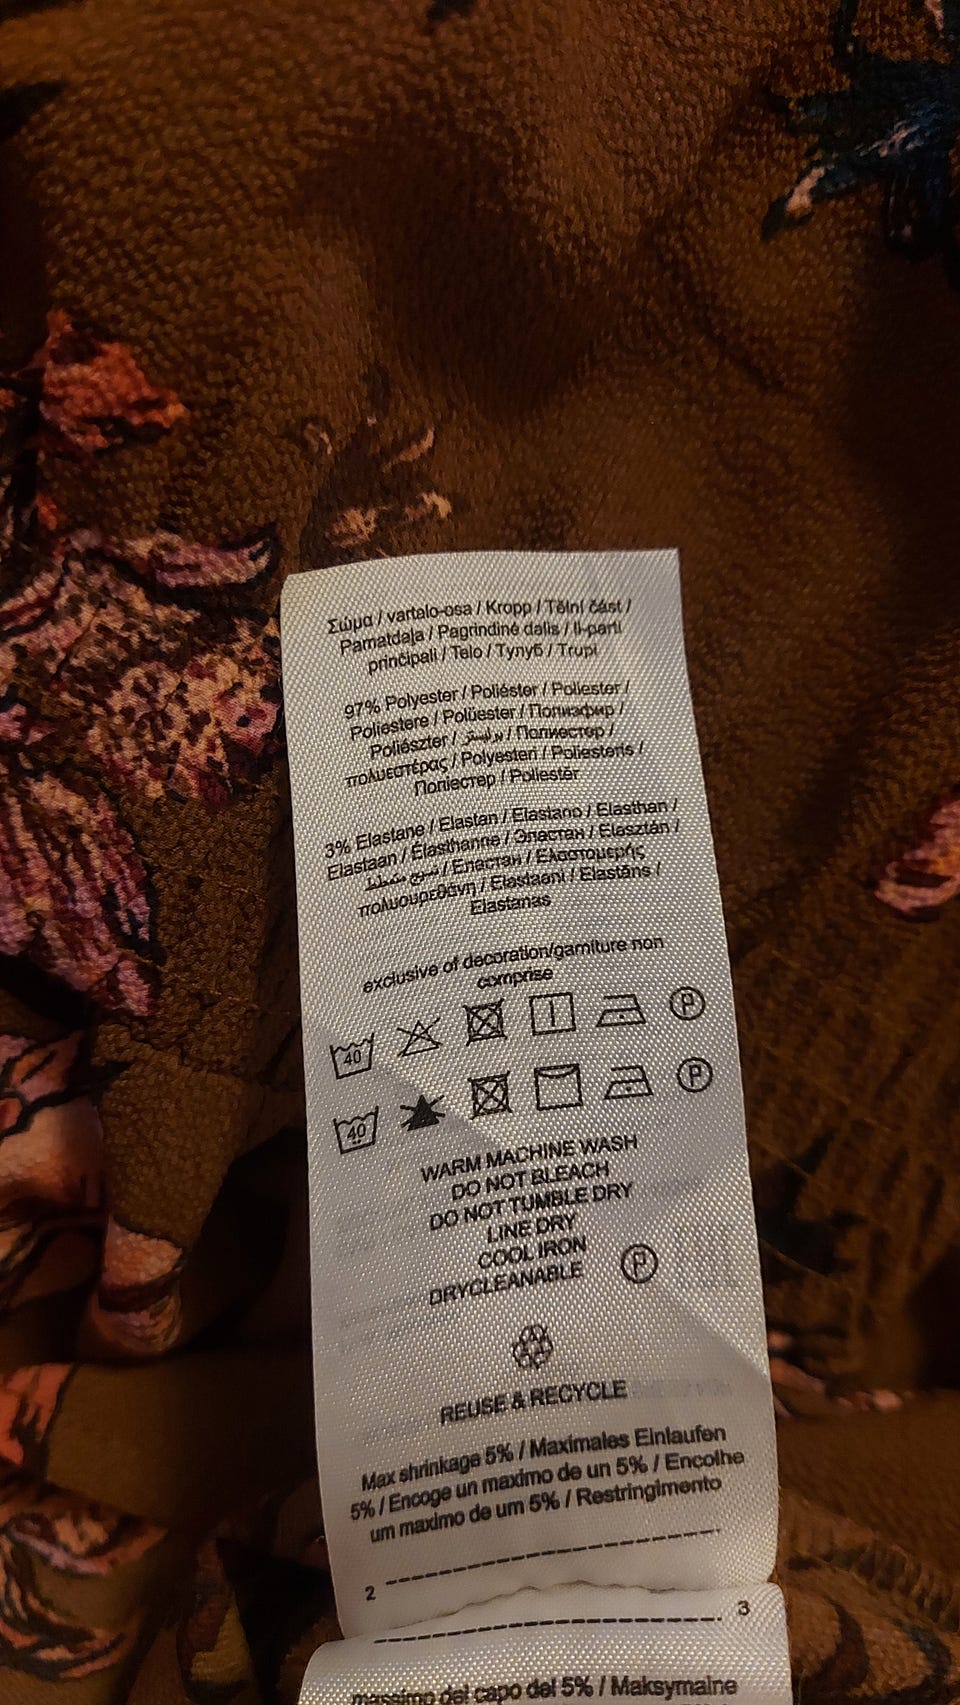 Σώμα / vartalo-osa / Kropp / Tělní část /
Pamatdaļa / Pagrindinė dalis / Il-parti
prinċipali / Telo / Тулуб / Trupi
97% Polyester / Poliéster / Poliester /
Poliestere / Polüester / Полиэфир /
Poliészter / بوليستر / Полиестер /
πολυεστέρας / Polyesteri / Poliesteris /
Поліестер / Poliestër
3% Elastane / Elastan / Elastano / Elasthan /
Elastaan / Élasthanne / Эластан / Elasztán /
نسيج مطاط / Еластан / Ελαστομερής
πολυουρεθάνη / Elastaani / Elastāns /
Elastanas
exclusive of decoration/garniture non
comprise
40 P
40 P
WARM MACHINE WASH
DO NOT BLEACH
DO NOT TUMBLE DRY
LINE DRY
COOL IRON
DRYCLEANABLE P
REUSE & RECYCLE
Max shrinkage 5% / Maximales Einlaufen
5% / Encoge un maximo de un 5% / Encolhe
um maximo de um 5% / Restringimento
2
3
massimo del capo del 5% / Maksymalne